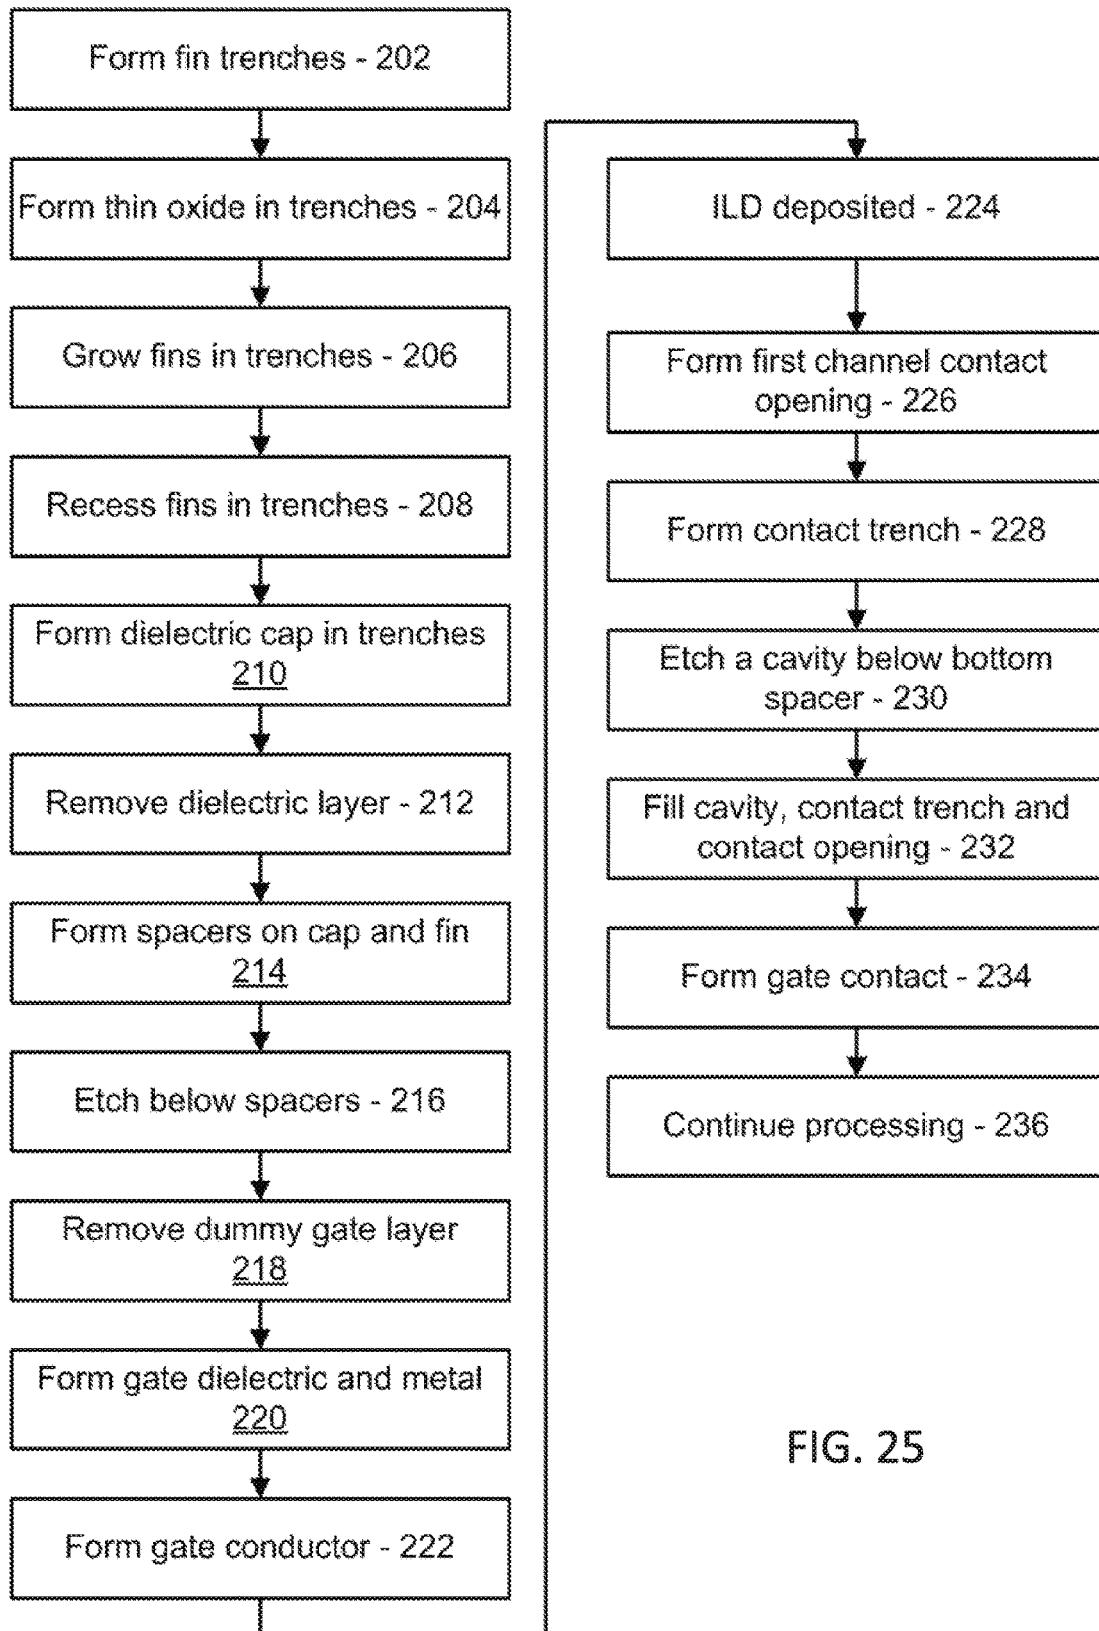 Form fin trenches - 202
Form thin oxide in trenches - 204
Grow fins in trenches - 206
Recess fins in trenches - 208
Form dielectric cap in trenches
210
Remove dielectric layer - 212
Form spacers on cap and fin
214
Etch below spacers - 216
Remove dummy gate layer
218
Form gate dielectric and metal
220
Form gate conductor - 222
ILD deposited - 224
Form first channel contact
opening - 226
Form contact trench - 228
Etch a cavity below bottom
spacer - 230
Fill cavity, contact trench and
contact opening - 232
Form gate contact - 234
Continue processing - 236
FIG. 25